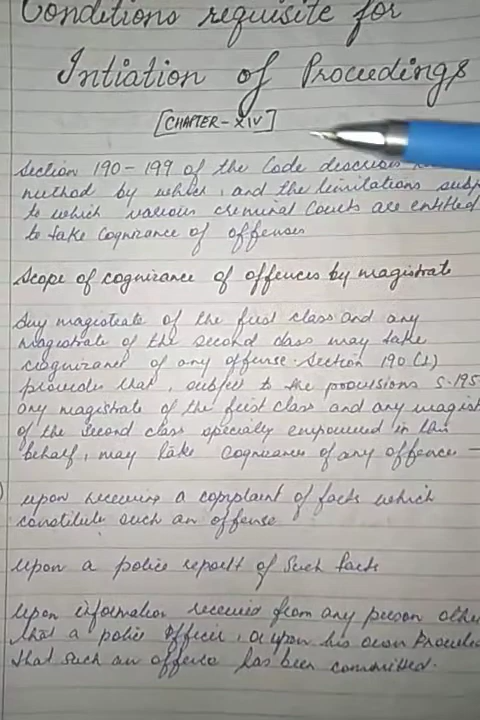 Conditions requisite for
Intiation of Proceedings
[CHAPTER-XIV]
Section 190-199 of the Code
method by which, and the limitations subj
to which various criminal Courts are entitled
to take Cognizance of offenses
Scope of cognizance of offences by magistrate
Any magistrate of the first class and any
Magistrate of the second class may take
cognizance of any offense. Section 190(1)
provides that, subject to the provisions S.195
any magistrate of the first class and any magist
of the second class specially empowered in this
behalf, may take Cognizance of any offence -
) upon receiving a complaint of facts which
constitute such an offense
Upon a police report of such facts
Upon information received from any person othe
that a police officer, or upon his own
that such an offence has been committed.